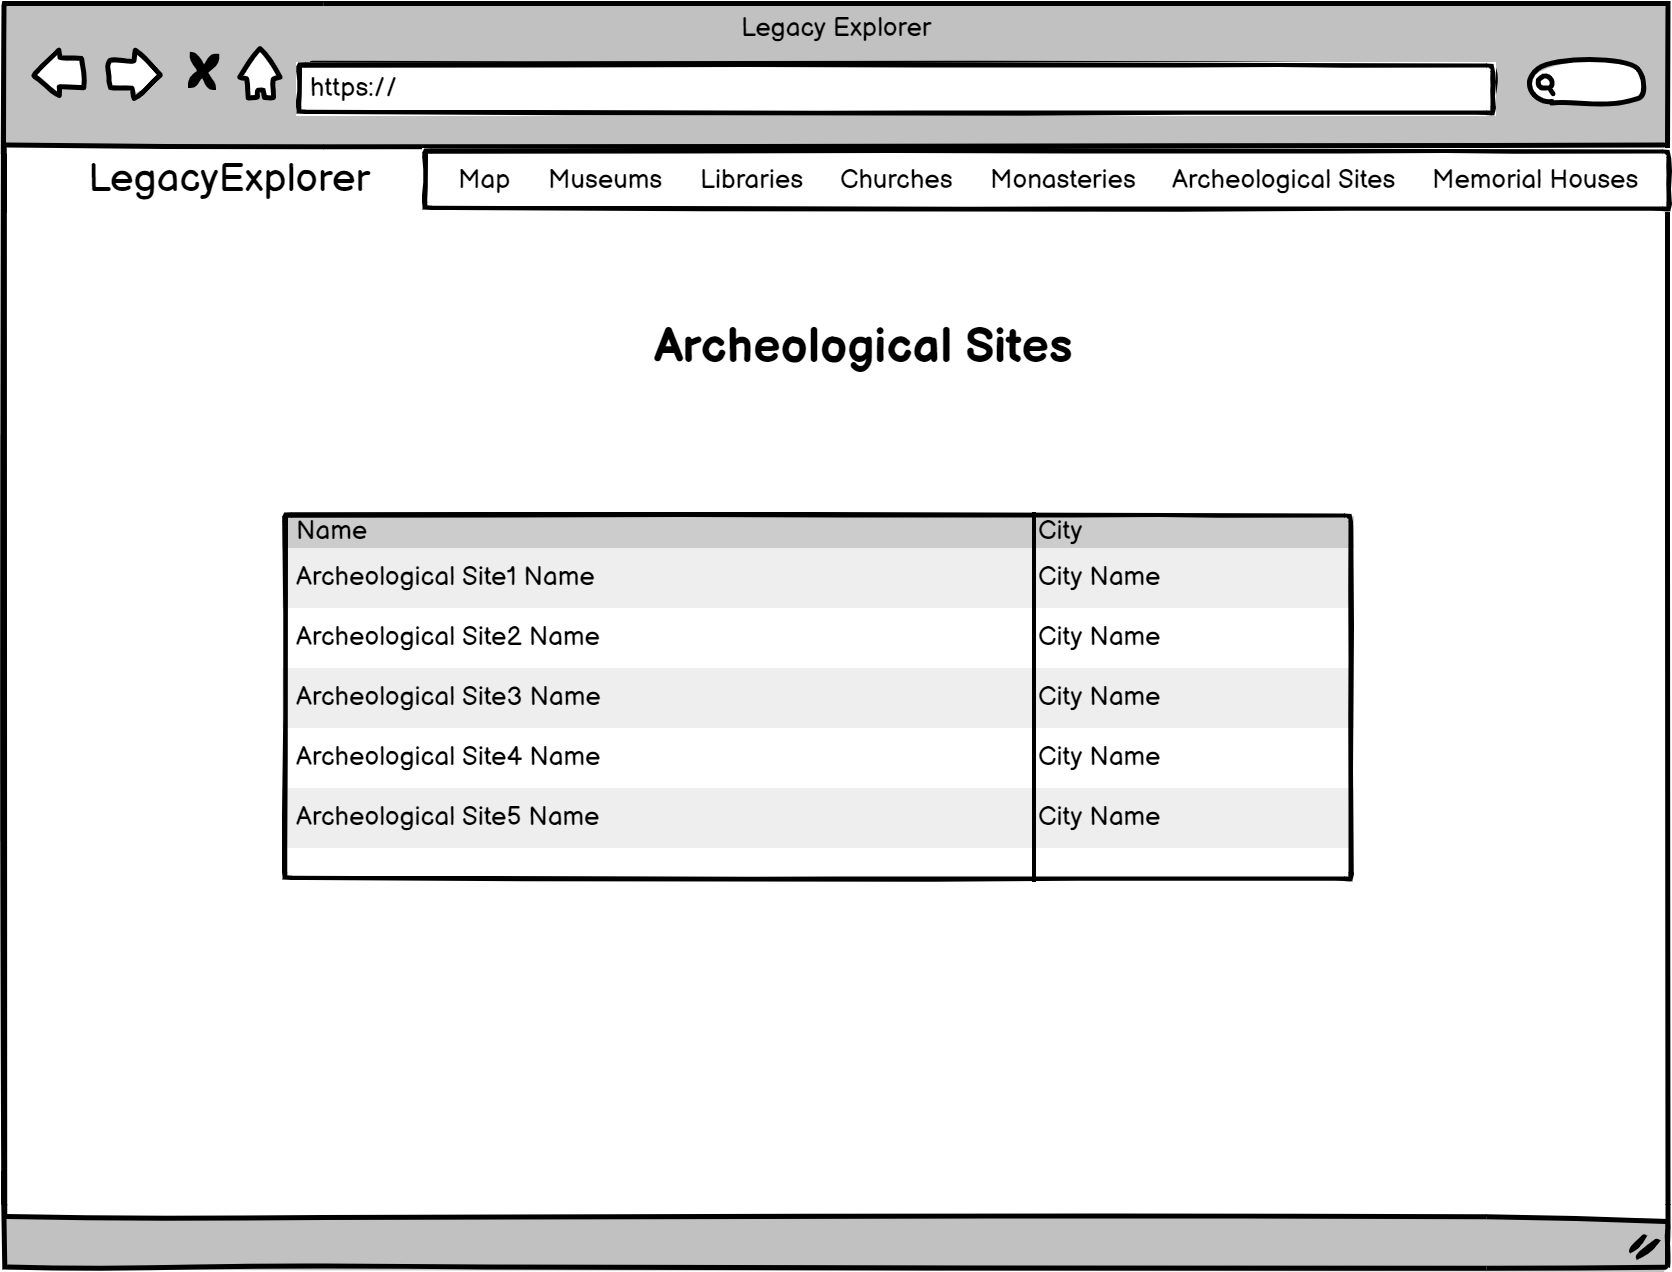 Legacy Explorer
https://
LegacyExplorer
Map Museums Libraries Churches Monasteries Archeological Sites Memorial Houses
Archeological Sites
Name City
Archeological Site1 Name City Name
Archeological Site2 Name City Name
Archeological Site3 Name City Name
Archeological Site4 Name City Name
Archeological Site5 Name City Name